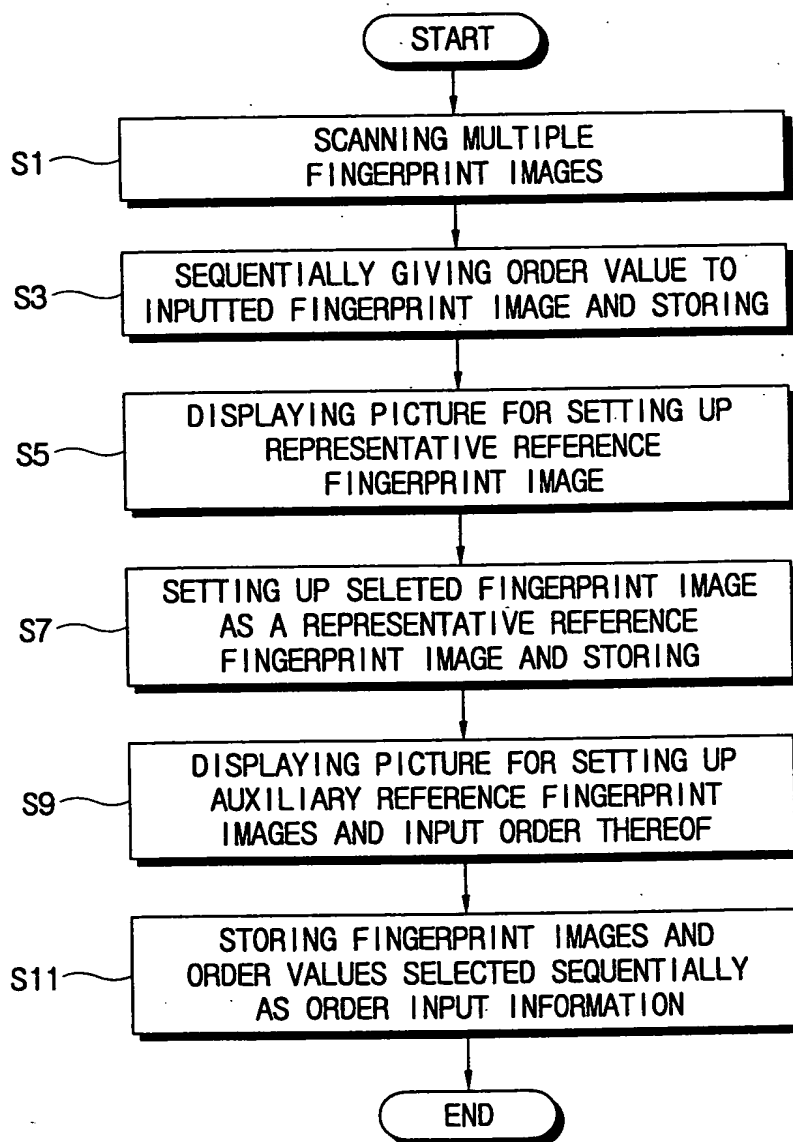 START
S1
SCANNING MULTIPLE
FINGERPRINT IMAGES
S3
SEQUENTIALLY GIVING ORDER VALUE TO
INPUTTED FINGERPRINT IMAGE AND STORING
S5
DISPLAYING PICTURE FOR SETTING UP
REPRESENTATIVE REFERENCE
FINGERPRINT IMAGE
S7
SETTING UP SELETED FINGERPRINT IMAGE
AS A REPRESENTATIVE REFERENCE
FINGERPRINT IMAGE AND STORING
S9
DISPLAYING PICTURE FOR SETTING UP
AUXILIARY REFERENCE FINGERPRINT
IMAGES AND INPUT ORDER THEREOF
S11
STORING FINGERPRINT IMAGES AND
ORDER VALUES SELECTED SEQUENTIALLY
AS ORDER INPUT INFORMATION
END